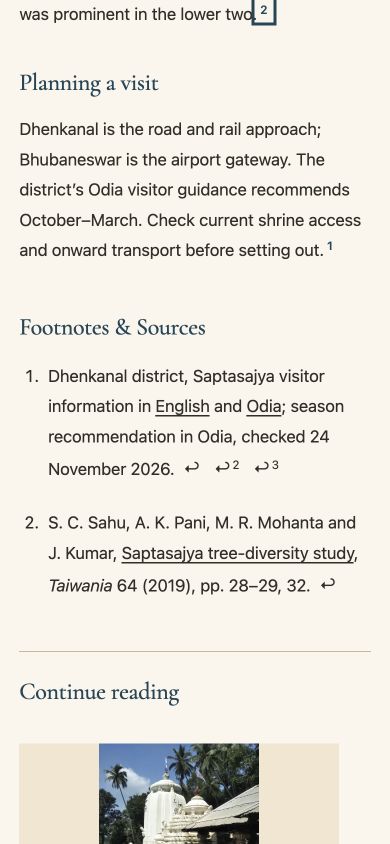 was prominent in the lower two. 2
Planning a visit
Dhenkanal is the road and rail approach;
Bhubaneswar is the airport gateway. The
district’s Odia visitor guidance recommends
October–March. Check current shrine access
and onward transport before setting out. 1
Footnotes & Sources
1. Dhenkanal district, Saptasajya visitor
information in English and Odia; season
recommendation in Odia, checked 24
November 2026. ↩ ↩2 ↩3
2. S. C. Sahu, A. K. Pani, M. R. Mohanta and
J. Kumar, Saptasajya tree-diversity study,
Taiwania 64 (2019), pp. 28–29, 32. ↩
Continue reading